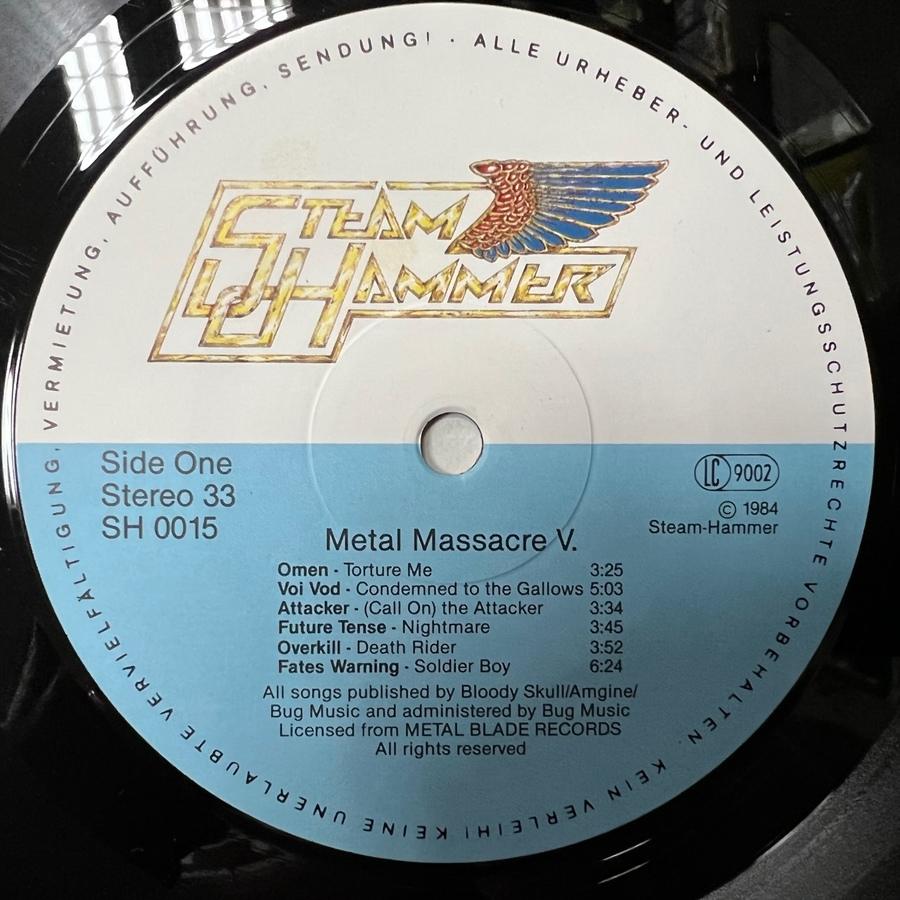 ALLE URHEBER- UND LEISTUNGSSCHUTZRECHTE VORBEHALTEN. KEIN VERLEIH! KEINE UNERLAUBTE VERVIELFÄLTIGUNG, VERMIETUNG, AUFFÜHRUNG, SENDUNG! ·
STEAM
HAMMER
Side One
Stereo 33
SH 0015
LC 9002
© 1984
Steam-Hammer
Metal Massacre V.
Omen - Torture Me 3:25
Voi Vod - Condemned to the Gallows 5:03
Attacker - (Call On) the Attacker 3:34
Future Tense - Nightmare 3:45
Overkill - Death Rider 3:52
Fates Warning - Soldier Boy 6:24
All songs published by Bloody Skull/Amgine/
Bug Music and administered by Bug Music
Licensed from METAL BLADE RECORDS
All rights reserved